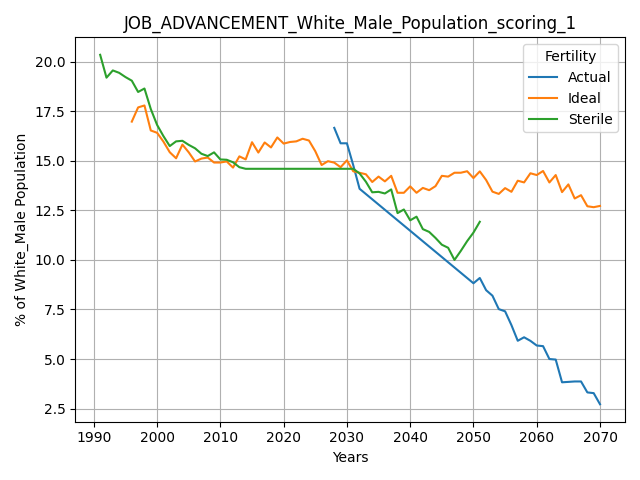 JOB_ADVANCEMENT_White_Male_Population_scoring_1
Fertility
Actual
Ideal
Sterile
% of White_Male Population
20.0
17.5
15.0
12.5
10.0
7.5
5.0
2.5
1990 2000 2010 2020 2030 2040 2050 2060 2070
Years